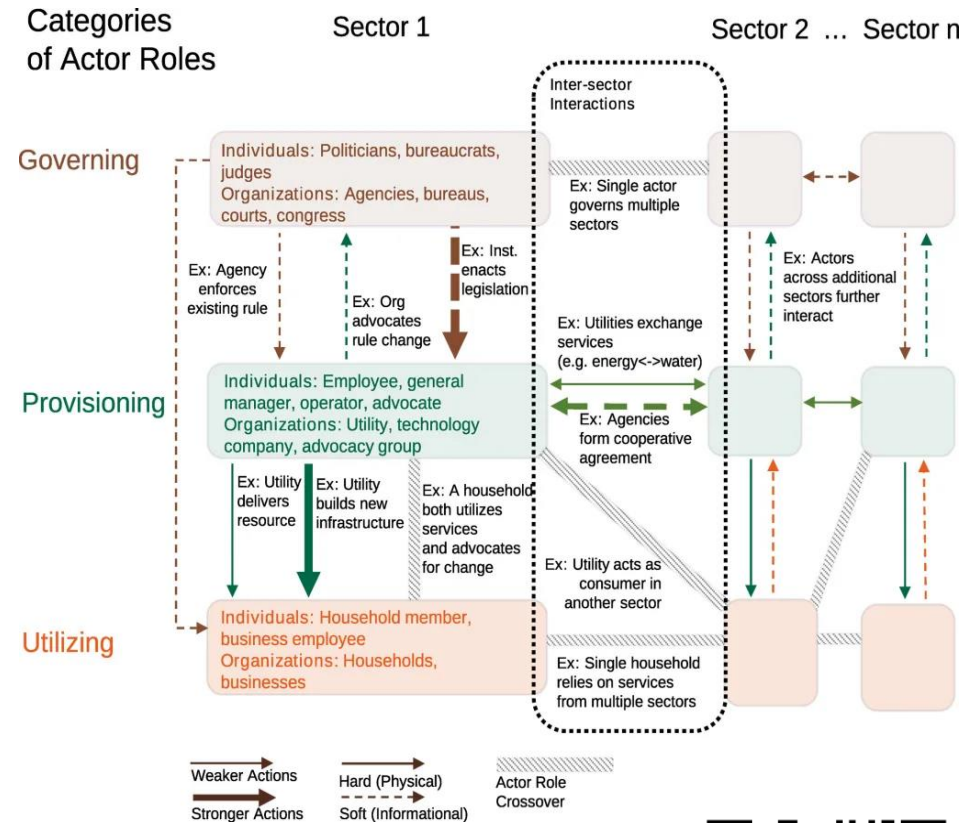 Categories
of Actor Roles
Sector 1
Sector 2 ... Sector n
Inter-sector
Interactions
Governing
Individuals: Politicians, bureaucrats,
judges
Organizations: Agencies, bureaus,
courts, congress
Ex: Single actor
governs multiple
sectors
Ex: Agency
enforces
existing rule
Ex: Org
advocates
rule change
Ex: Inst.
enacts
legislation
Ex: Actors
across additional
sectors further
interact
Ex: Utilities exchange
services
(e.g. energy<->water)
Provisioning
Individuals: Employee, general
manager, operator, advocate
Organizations: Utility, technology
company, advocacy group
Ex: Agencies
form cooperative
agreement
Ex: Utility
delivers
resource
Ex: Utility
builds new
infrastructure
Ex: A household
both utilizes
services
and advocates
for change
Ex: Utility acts as
consumer in
another sector
Utilizing
Individuals: Household member,
business employee
Organizations: Households,
businesses
Ex: Single household
relies on services
from multiple sectors
Weaker Actions
Stronger Actions
Hard (Physical)
Soft (Informational)
Actor Role
Crossover